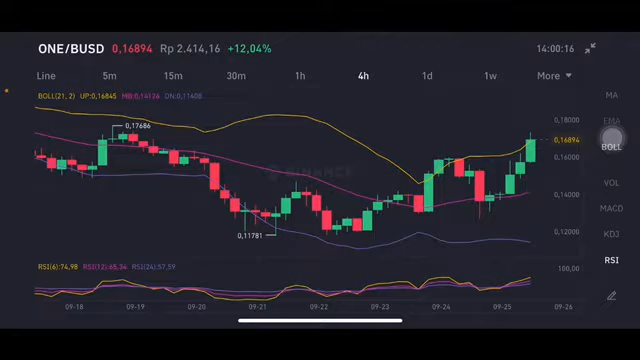 ONE/BUSD 0,16894 Rp 2.414,16 +12,04% 14:00:16
Line 5m 15m 30m 1h 4h 1d 1w More
BOLL(21, 2) UP:0,16845 MB:0,14126 DN:0,11408
MA
EMA
BOLL
VOL
MACD
KDJ
RSI
0,17686
0,11781
BINANCE
0,18000
0,16894
0,16000
0,14000
0,12000
RSI(6):74,98 RSI(12):65,34 RSI(24):57,59
100,00
09-18 09-19 09-20 09-21 09-22 09-23 09-24 09-25 09-26